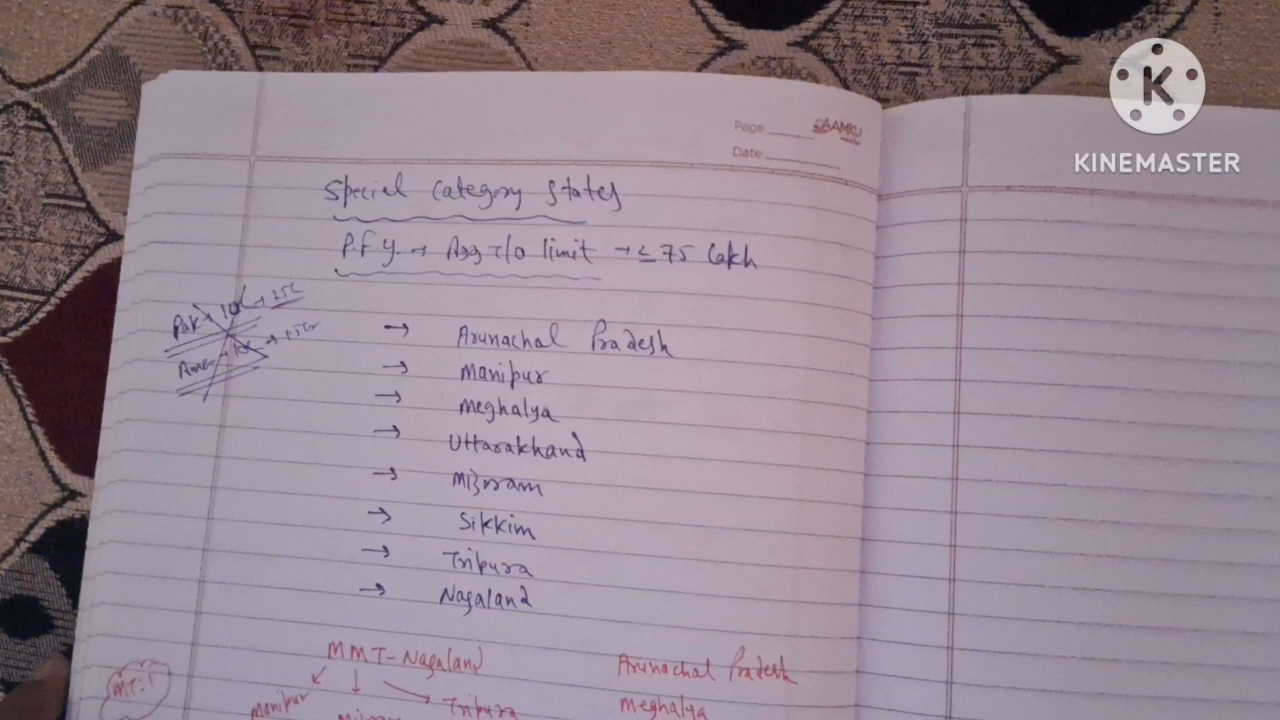 KINEMASTER
Page
Date
Special Category States
P.F.Y. → Agg T/O limit → ≤ 75 Lakh
→ Arunachal Pradesh
→ Manipur
→ Meghalya
→ Uttarakhand
→ Mizoram
→ Sikkim
→ Tripura
→ Nagaland
MMT-Nagaland
Manipur
Tripura
Arunachal Pradesh
Meghalya